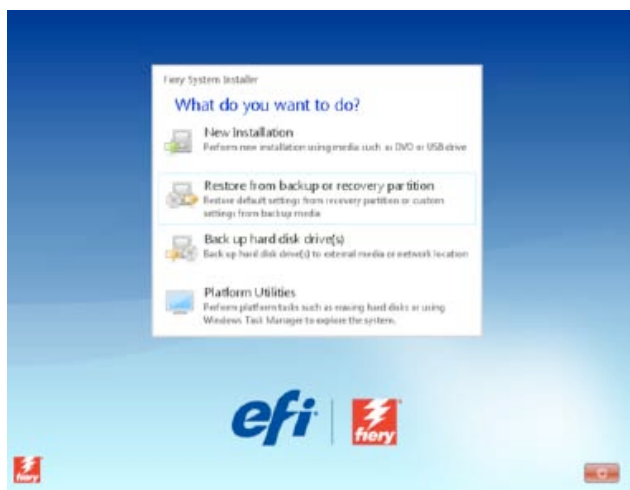 Fiery System Installer
What do you want to do?
New Installation
Perform new installation using media such as DVD or USB drive
Restore from backup or recovery partition
Restore default settings from recovery partition or custom
settings from backup media
Back up hard disk drive(s)
Back up hard disk drive(s) to external media or network location
Platform Utilities
Perform platform tasks such as erasing hard disks or using
Windows Task Manager to explore the system.
efi
fiery
fiery